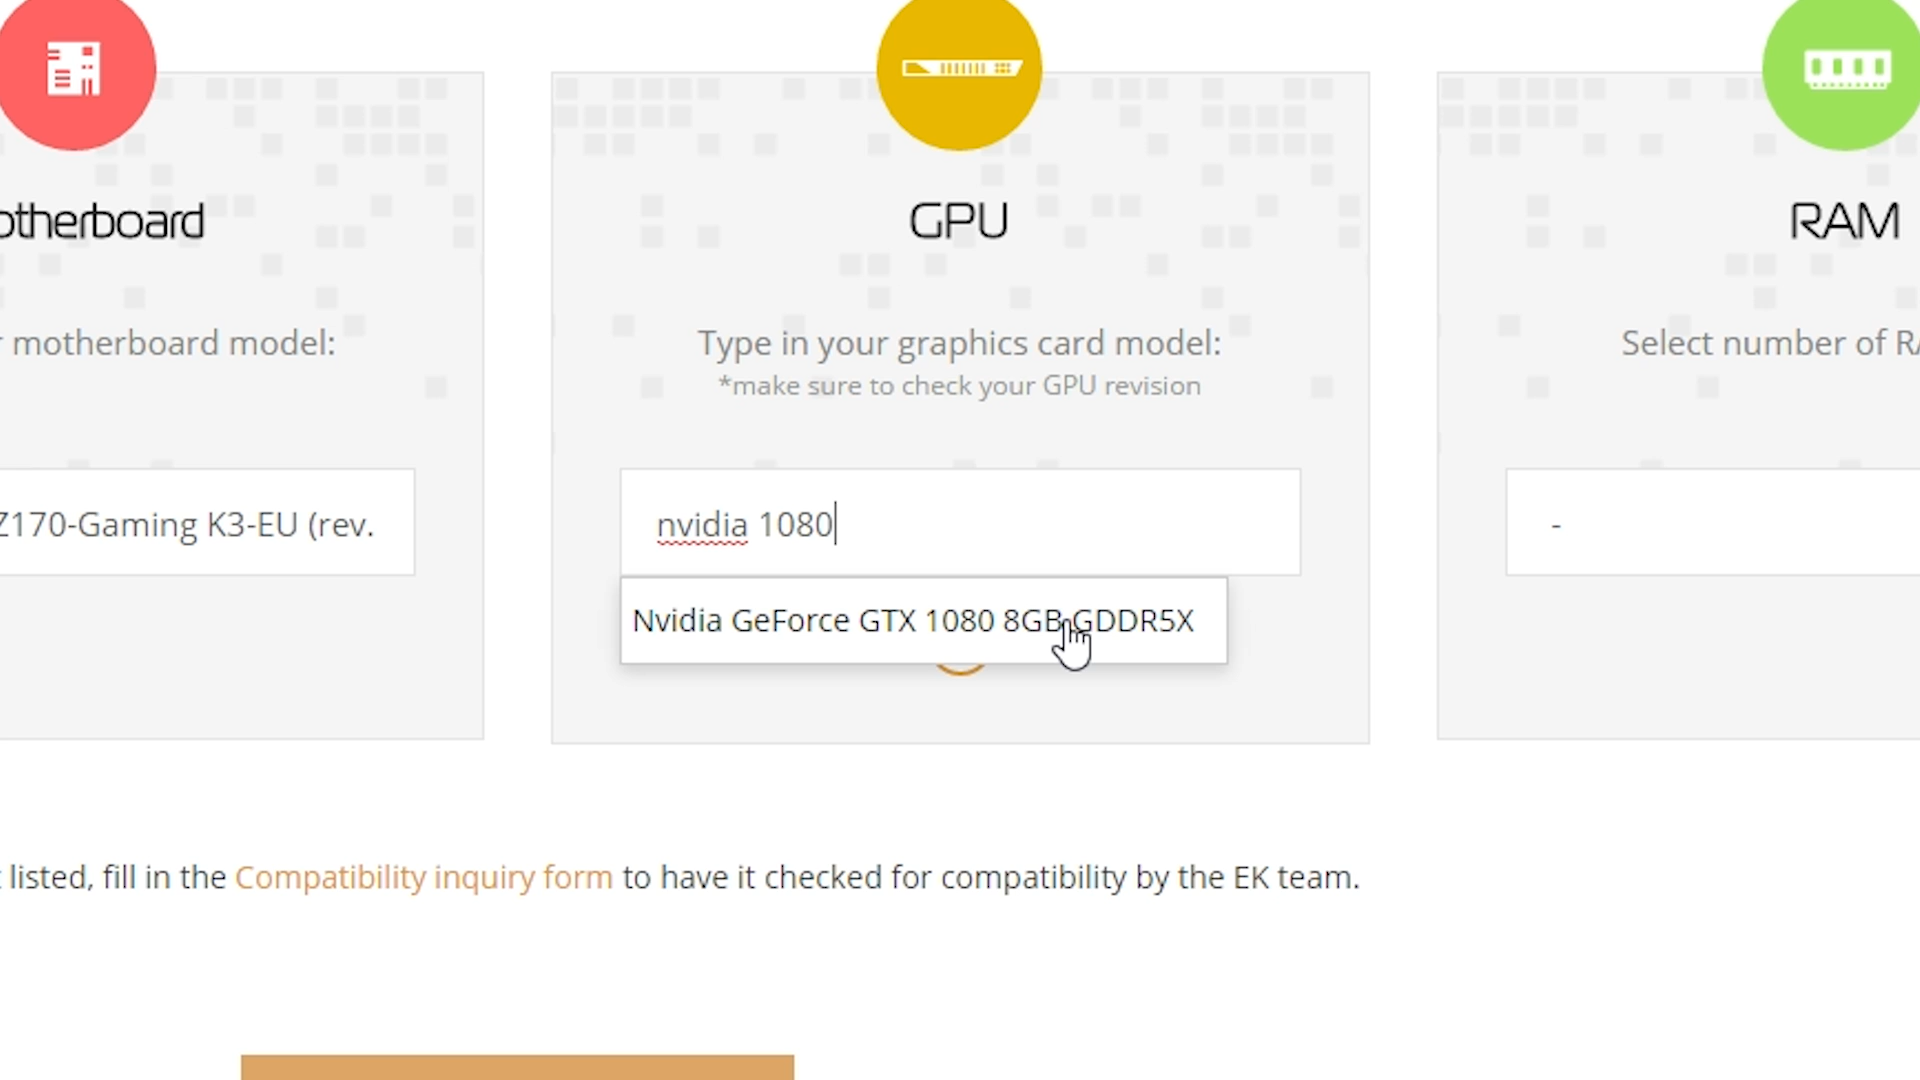 otherboard
GPU
RAM
motherboard model:
Type in your graphics card model:
*make sure to check your GPU revision
Select number of
Z170-Gaming K3-EU (rev.
nvidia 1080
-
Nvidia GeForce GTX 1080 8GB GDDR5X
listed, fill in the Compatibility inquiry form to have it checked for compatibility by the EK team.